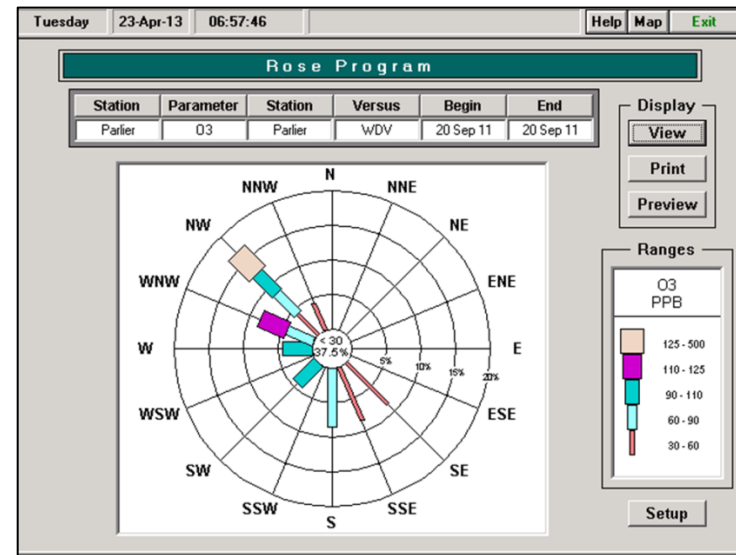 Tuesday 23-Apr-13 06:57:46 Help Map Exit
Rose Program
Station Parameter Station Versus Begin End
Parlier O3 Parlier WDV 20 Sep 11 20 Sep 11
Display
View
Print
Preview
N
NNW NNE
NW NE
WNW ENE
W E
WSW ESE
SW SE
SSW SSE
S
< 30
37.5%
5% 10% 15% 20%
Ranges
O3
PPB
125 - 500
110 - 125
90 - 110
60 - 90
30 - 60
Setup